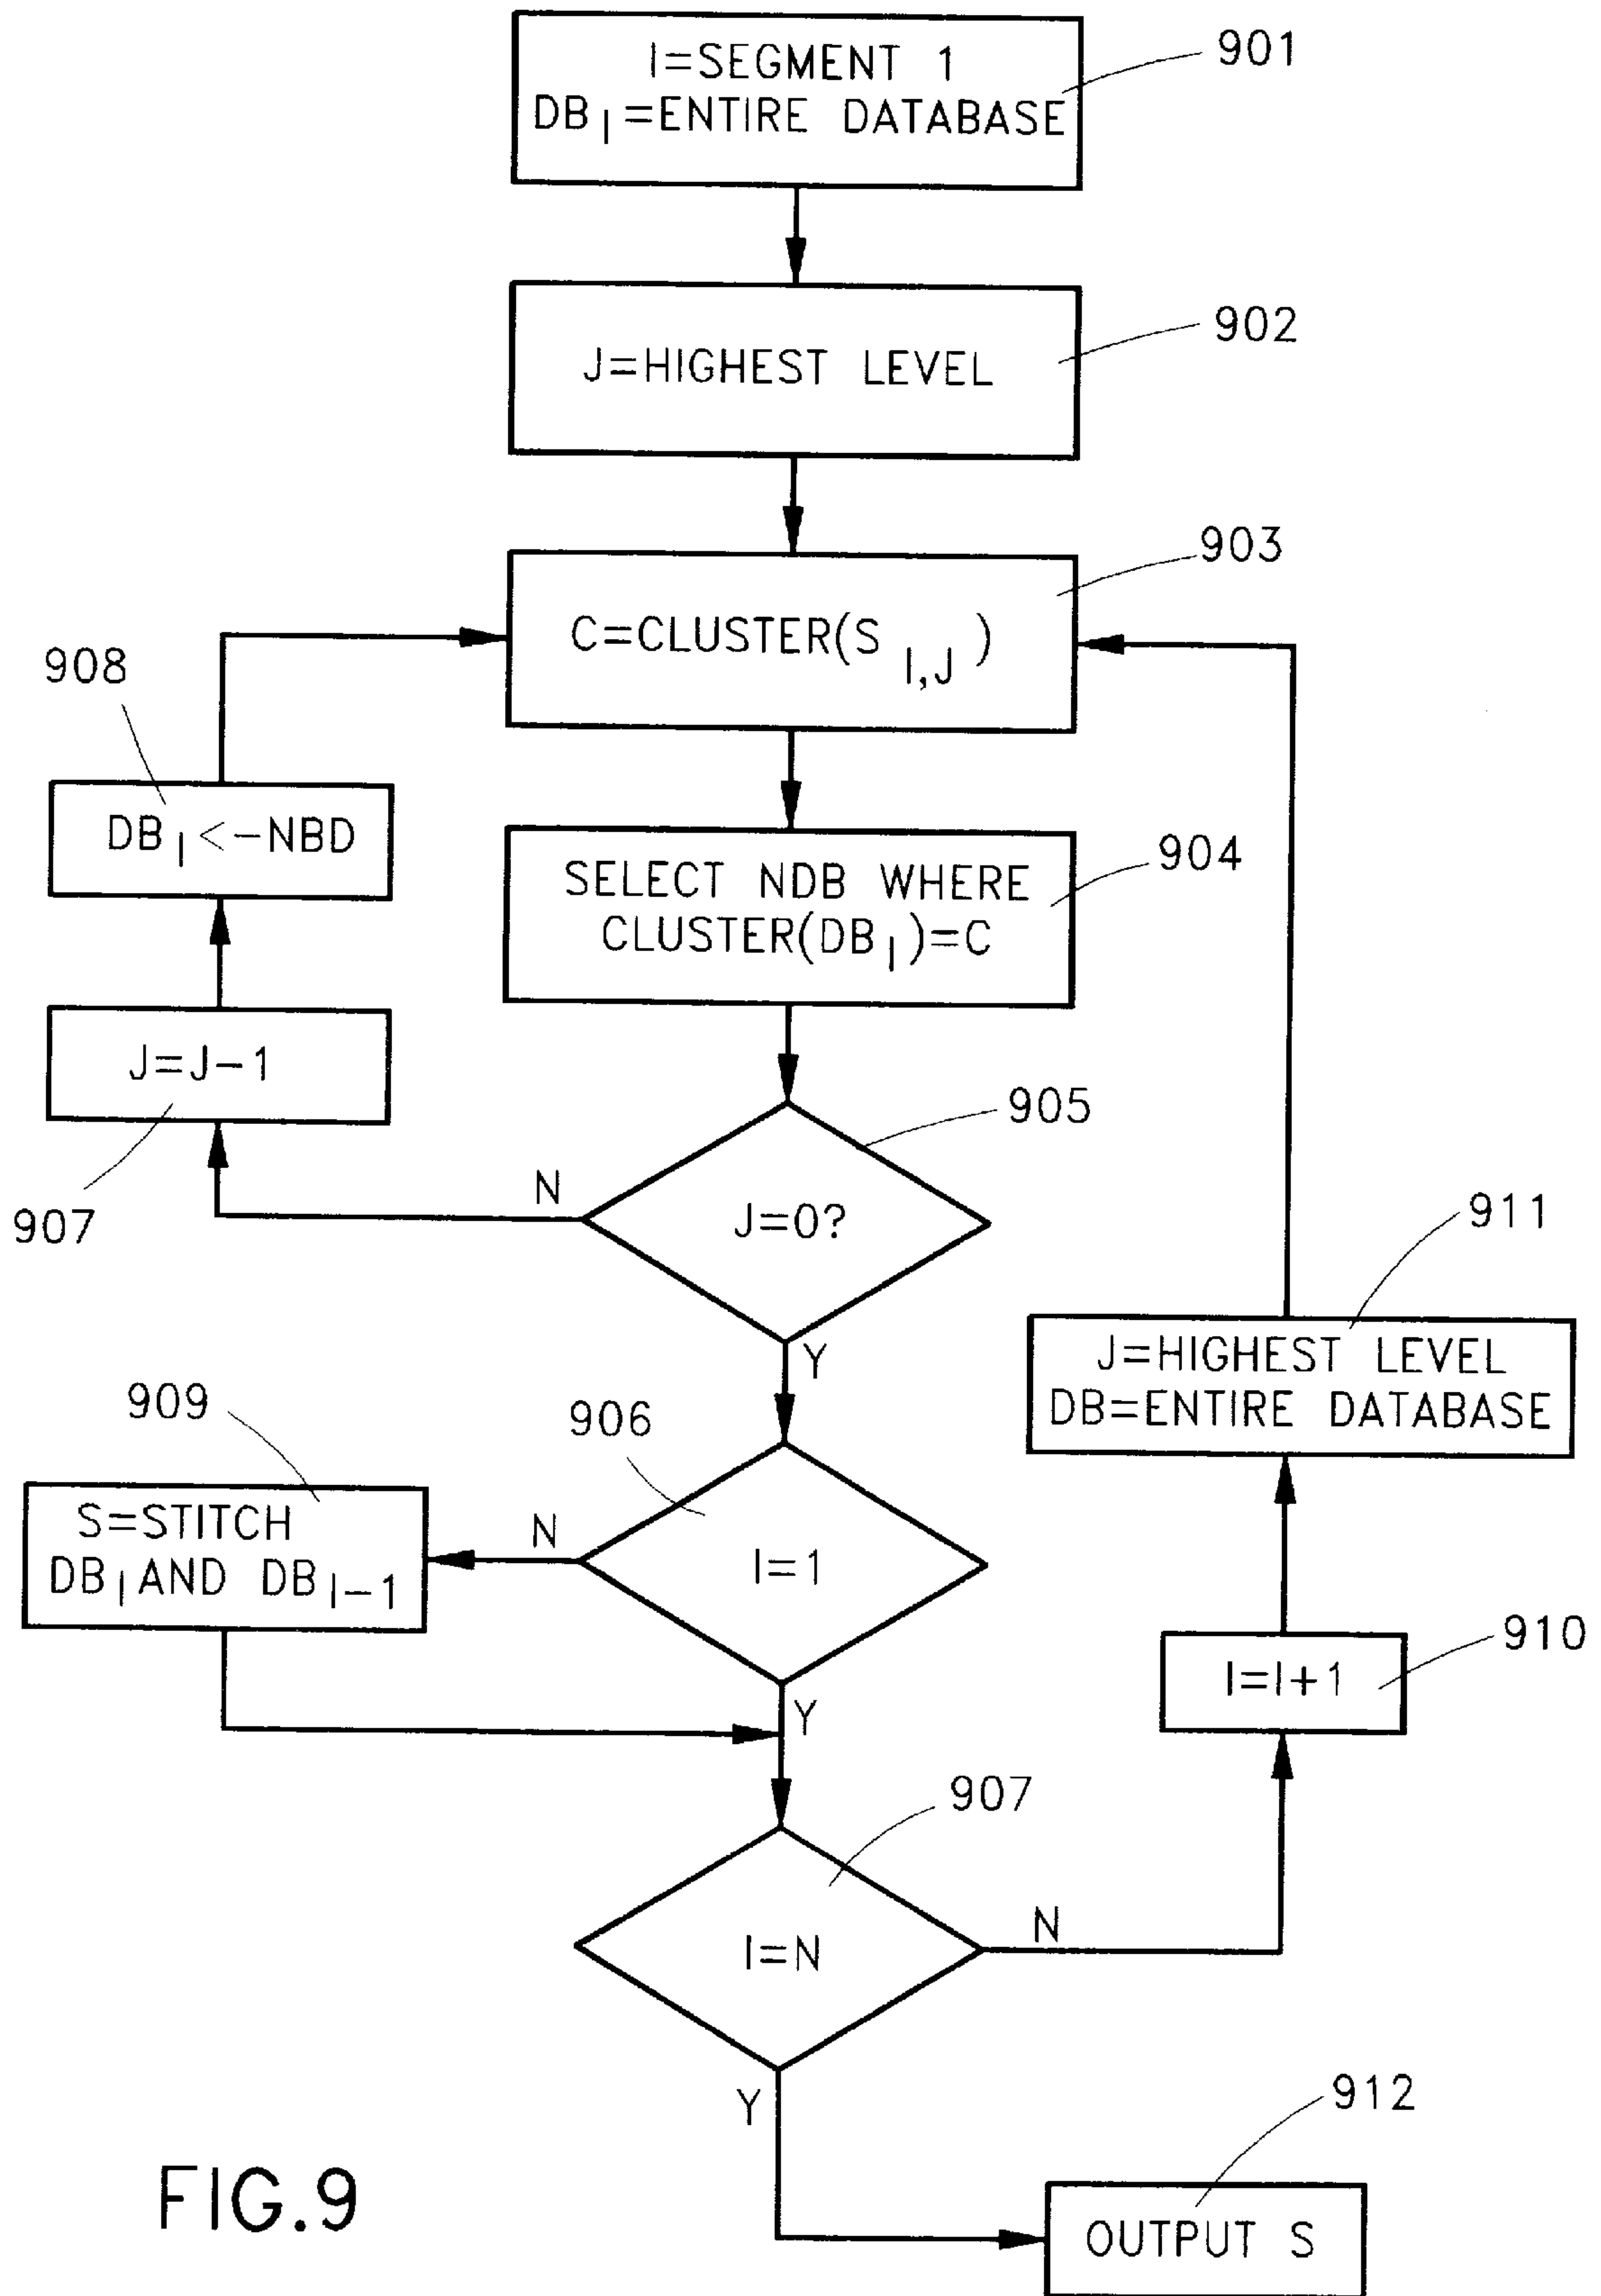 I=SEGMENT 1
DB I =ENTIRE DATABASE
901
J=HIGHEST LEVEL
902
C=CLUSTER(S I,J )
903
908
DB I <-NBD
SELECT NDB WHERE
CLUSTER(DB I )=C
904
J=J-1
907
J=0?
905
N
Y
911
J=HIGHEST LEVEL
DB=ENTIRE DATABASE
909
S=STITCH
DB I AND DB I-1
906
I=1
N
Y
I=I+1
910
907
I=N
N
Y
912
OUTPUT S
FIG.9